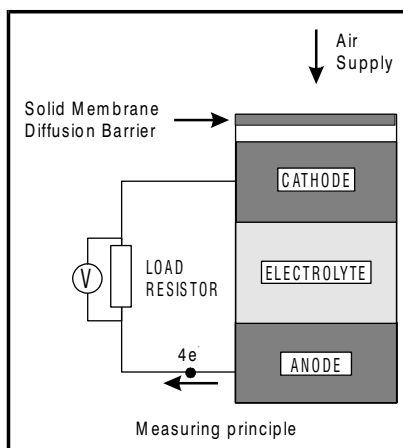 Air
Supply
Solid Membrane
Diffusion Barrier
CATHODE
V
LOAD
RESISTOR
ELECTROLYTE
4e-
ANODE
Measuring principle